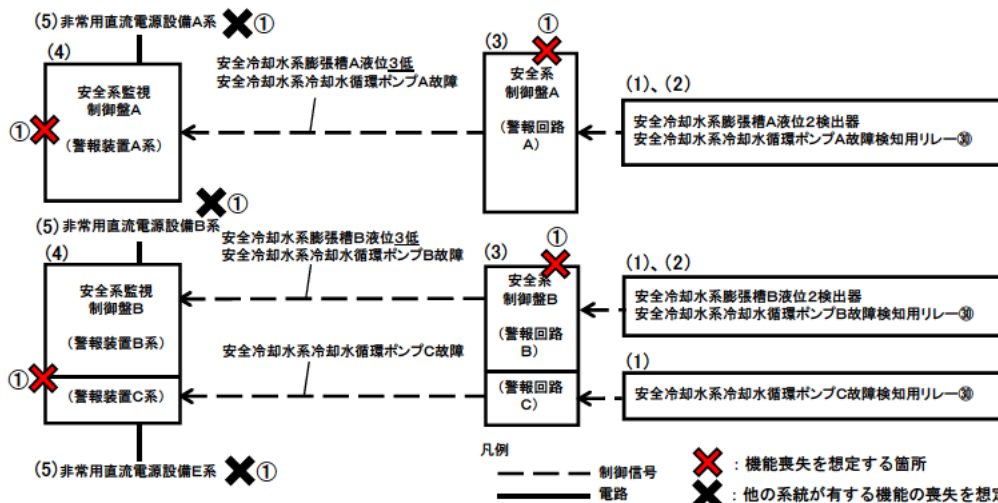 (5)非常用直流電源設備A系 ①
(4)
安全系監視
制御盤A
(警報装置A系)
①
安全冷却水系膨張槽A液位3低
安全冷却水系冷却水循環ポンプA故障
(3)
①
安全系
制御盤A
(警報回路
A)
(1)、(2)
安全冷却水系膨張槽A液位2検出器
安全冷却水系冷却水循環ポンプA故障検知用リレー㉚
①
(5)非常用直流電源設備B系
(4)
安全系監視
制御盤B
(警報装置B系)
①
(警報装置C系)
安全冷却水系膨張槽B液位3低
安全冷却水系冷却水循環ポンプB故障
安全冷却水系冷却水循環ポンプC故障
(3)
①
安全系
制御盤B
(警報回路
B)
(警報回路
C)
(1)、(2)
安全冷却水系膨張槽B液位2検出器
安全冷却水系冷却水循環ポンプB故障検知用リレー㉚
(1)
安全冷却水系冷却水循環ポンプC故障検知用リレー㉚
(5)非常用直流電源設備E系 ①
凡例
制御信号
電路
:機能喪失を想定する箇所
:他の系統が有する機能の喪失を想定